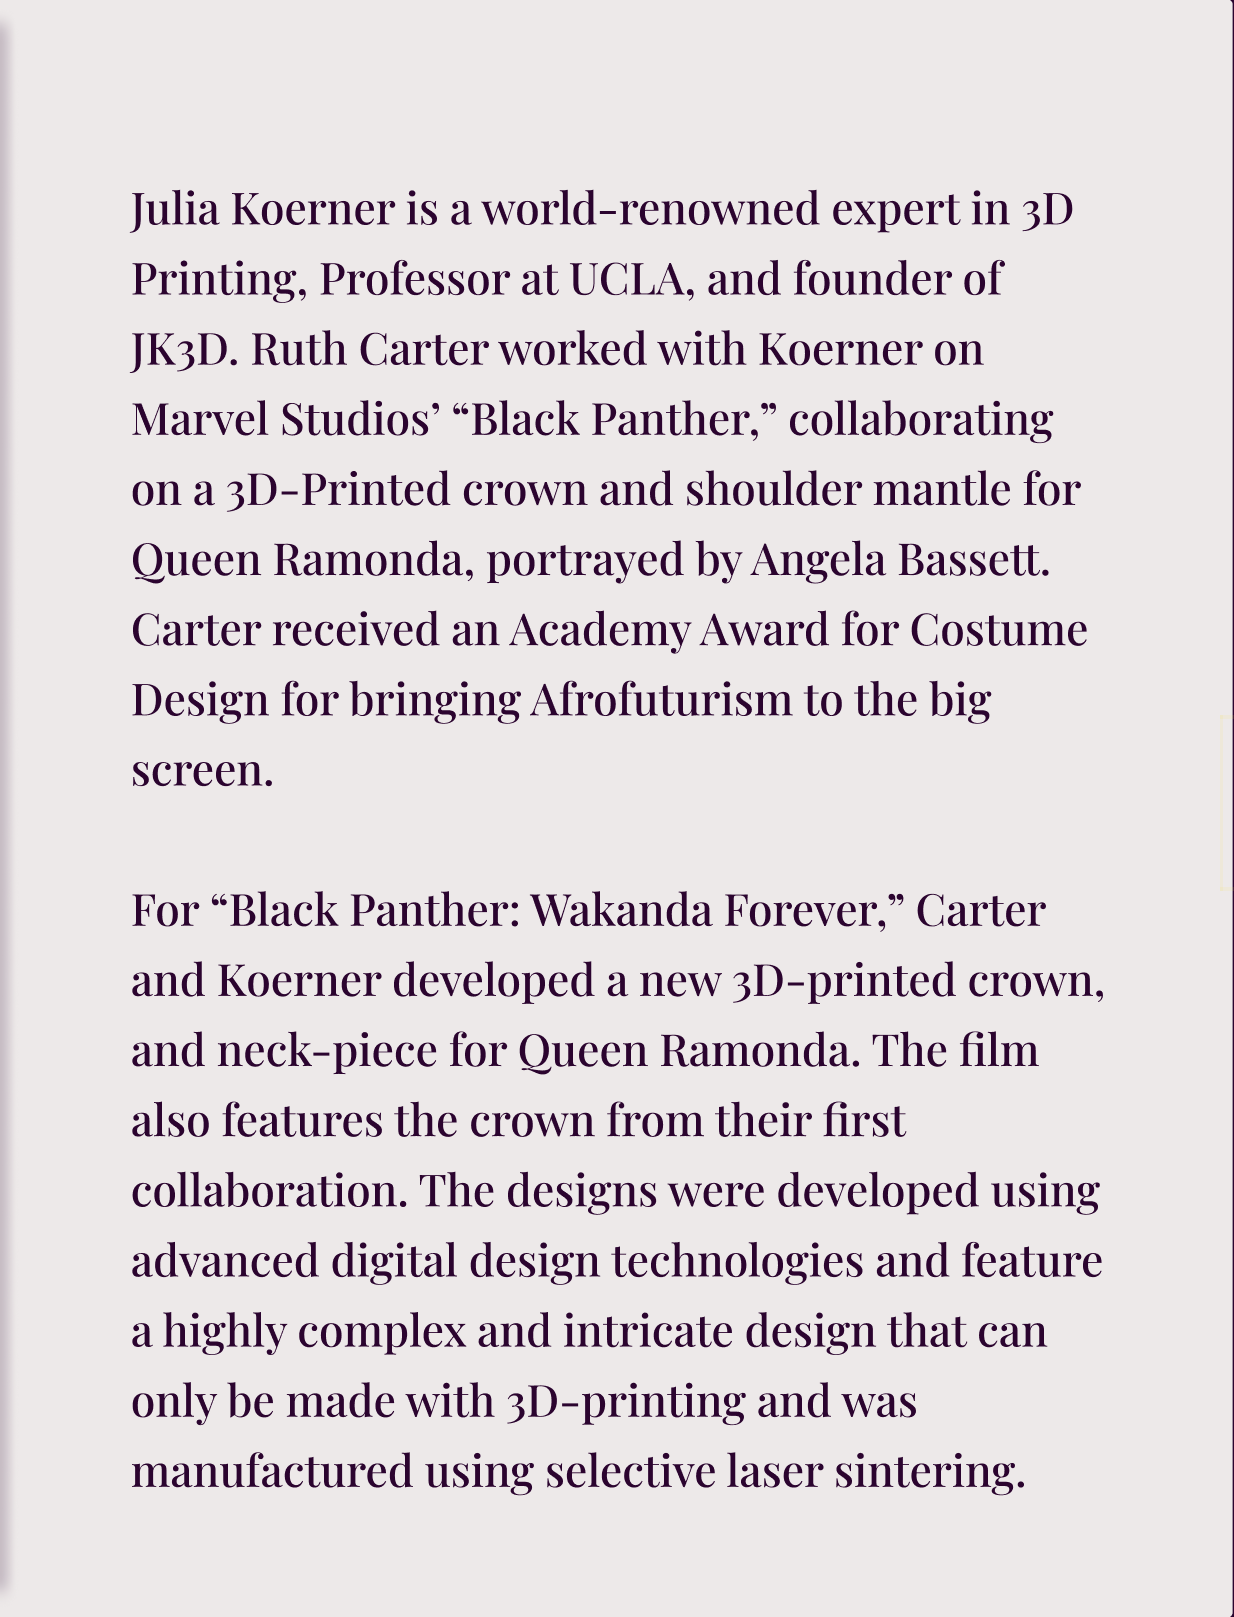 Julia Koerner is a world-renowned expert in 3D
Printing, Professor at UCLA, and founder of
JK3D. Ruth Carter worked with Koerner on
Marvel Studios’ “Black Panther,” collaborating
on a 3D-Printed crown and shoulder mantle for
Queen Ramonda, portrayed by Angela Bassett.
Carter received an Academy Award for Costume
Design for bringing Afrofuturism to the big
screen.
For “Black Panther: Wakanda Forever,” Carter
and Koerner developed a new 3D-printed crown,
and neck-piece for Queen Ramonda. The film
also features the crown from their first
collaboration. The designs were developed using
advanced digital design technologies and feature
a highly complex and intricate design that can
only be made with 3D-printing and was
manufactured using selective laser sintering.